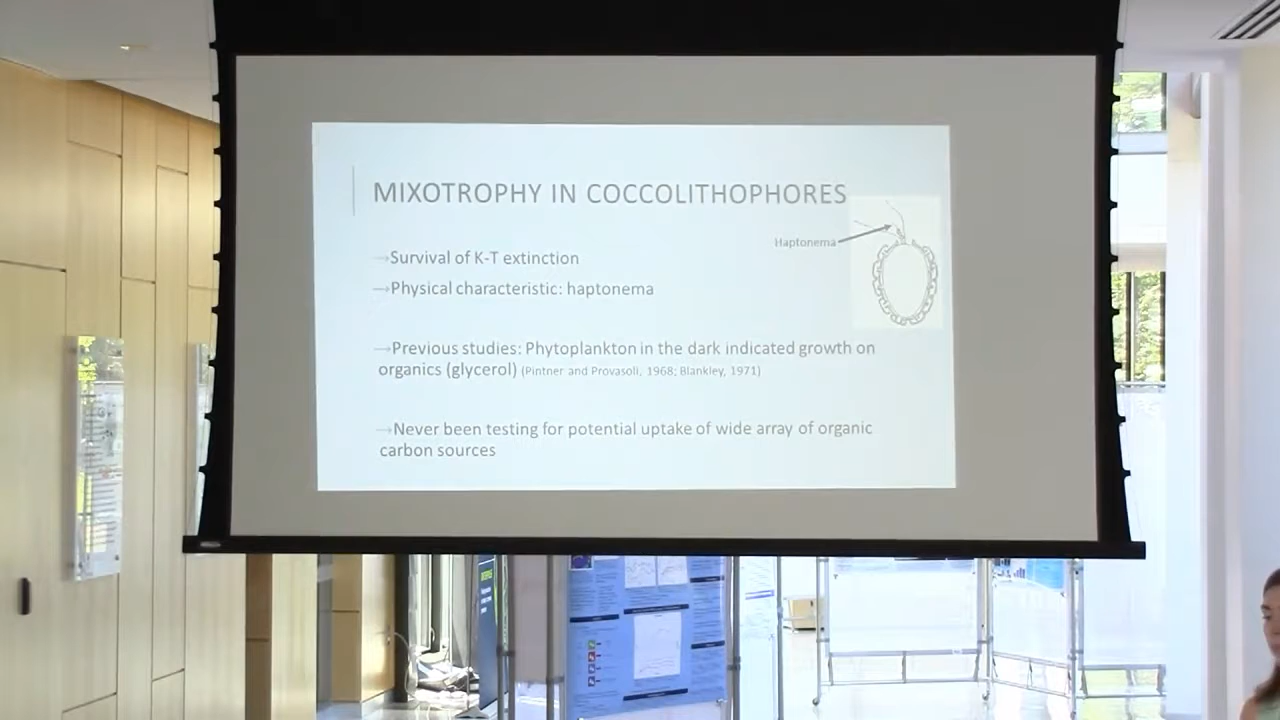 MIXOTROPHY IN COCCOLITHOPHORES
Haptonema
→Survival of K-T extinction
→Physical characteristic: haptonema
→Previous studies: Phytoplankton in the dark indicated growth on
organics (glycerol) (Pintner and Provasoli, 1968; Blankley, 1971)
→Never been testing for potential uptake of wide array of organic
carbon sources